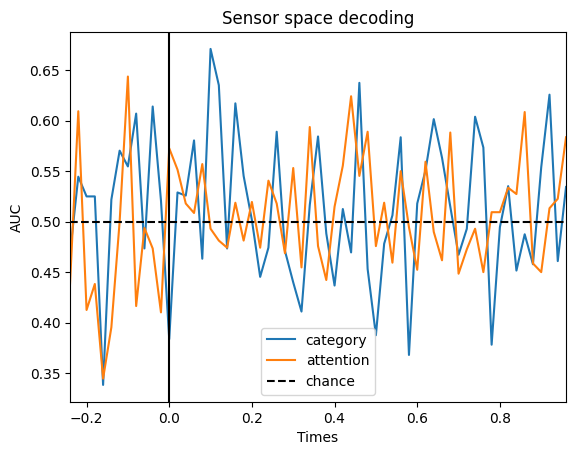 Sensor space decoding
AUC
0.65
0.60
0.55
0.50
0.45
0.40
0.35
category
attention
chance
−0.2
0.0
0.2
0.4
0.6
0.8
Times